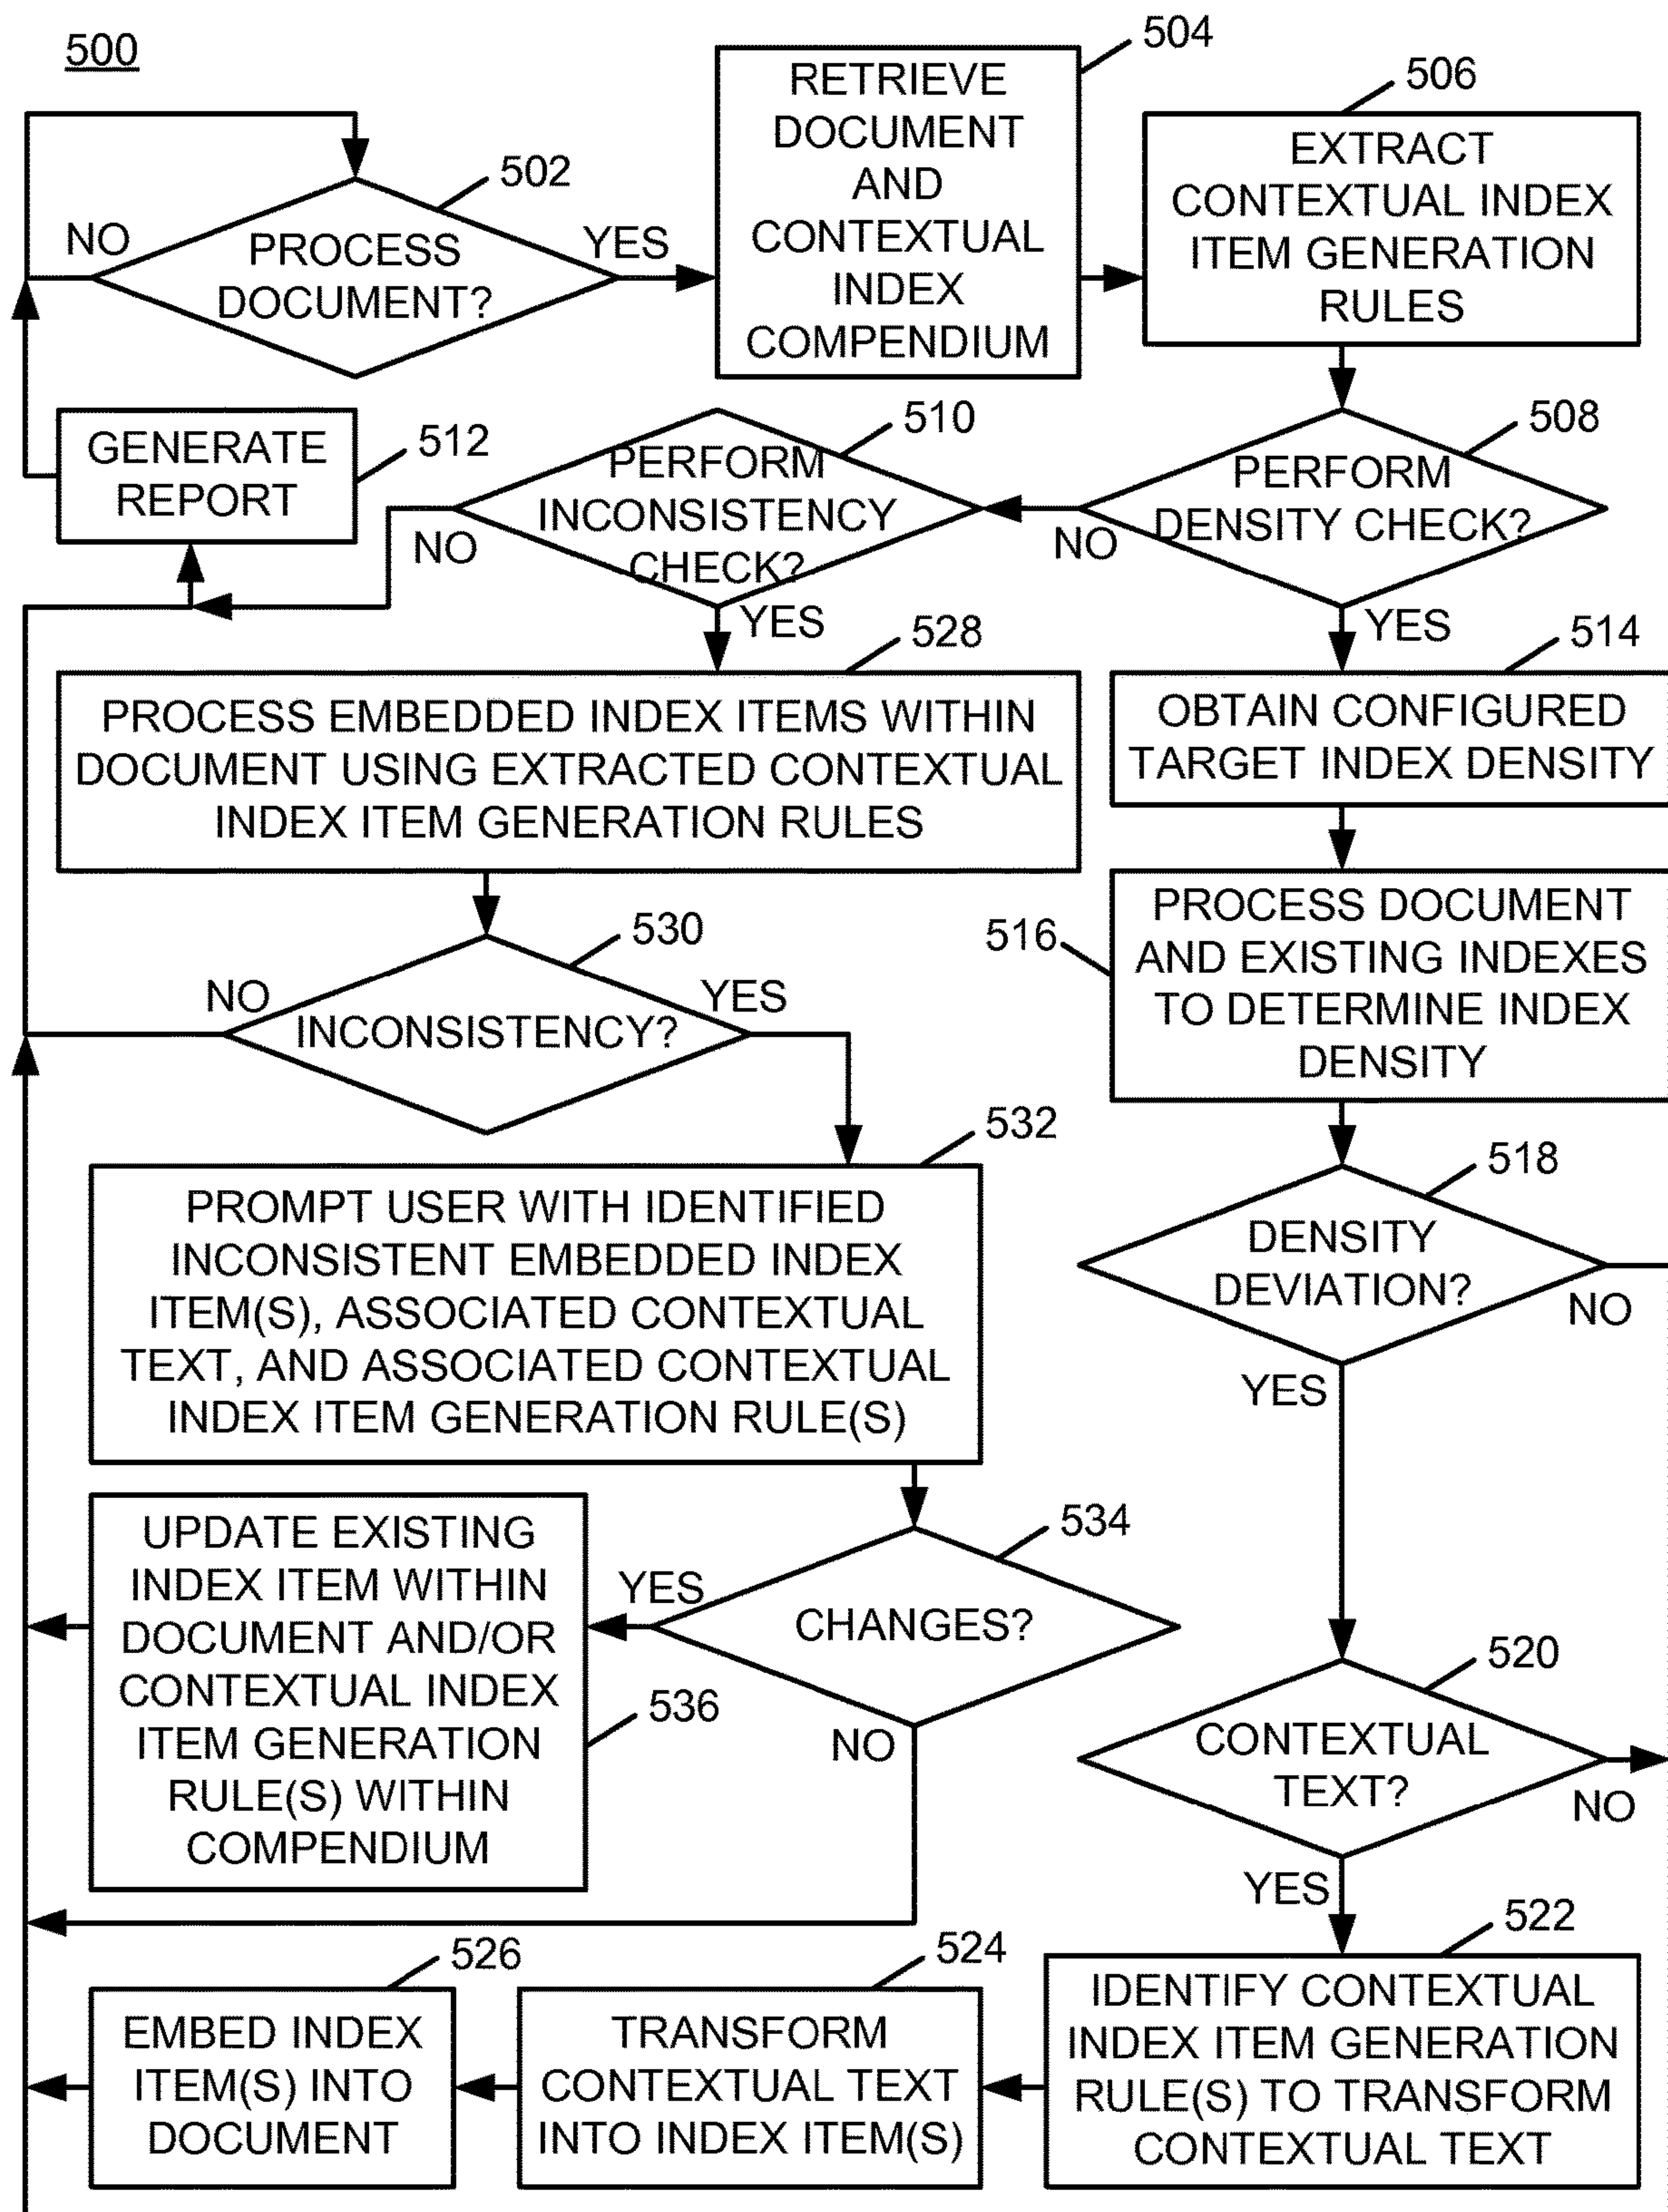 500
502
PROCESS
DOCUMENT?
NO
YES
504
RETRIEVE
DOCUMENT
AND
CONTEXTUAL
INDEX
COMPENDIUM
506
EXTRACT
CONTEXTUAL INDEX
ITEM GENERATION
RULES
508
PERFORM
DENSITY CHECK?
NO
YES
510
PERFORM
INCONSISTENCY
CHECK?
NO
YES
512
GENERATE
REPORT
514
OBTAIN CONFIGURED
TARGET INDEX DENSITY
516
PROCESS DOCUMENT
AND EXISTING INDEXES
TO DETERMINE INDEX
DENSITY
518
DENSITY
DEVIATION?
NO
YES
520
CONTEXTUAL
TEXT?
NO
YES
522
IDENTIFY CONTEXTUAL
INDEX ITEM GENERATION
RULE(S) TO TRANSFORM
CONTEXTUAL TEXT
524
TRANSFORM
CONTEXTUAL TEXT
INTO INDEX ITEM(S)
526
EMBED INDEX
ITEM(S) INTO
DOCUMENT
528
PROCESS EMBEDDED INDEX ITEMS WITHIN
DOCUMENT USING EXTRACTED CONTEXTUAL
INDEX ITEM GENERATION RULES
530
INCONSISTENCY?
NO
YES
532
PROMPT USER WITH IDENTIFIED
INCONSISTENT EMBEDDED INDEX
ITEM(S), ASSOCIATED CONTEXTUAL
TEXT, AND ASSOCIATED CONTEXTUAL
INDEX ITEM GENERATION RULE(S)
534
CHANGES?
YES
NO
536
UPDATE EXISTING
INDEX ITEM WITHIN
DOCUMENT AND/OR
CONTEXTUAL INDEX
ITEM GENERATION
RULE(S) WITHIN
COMPENDIUM